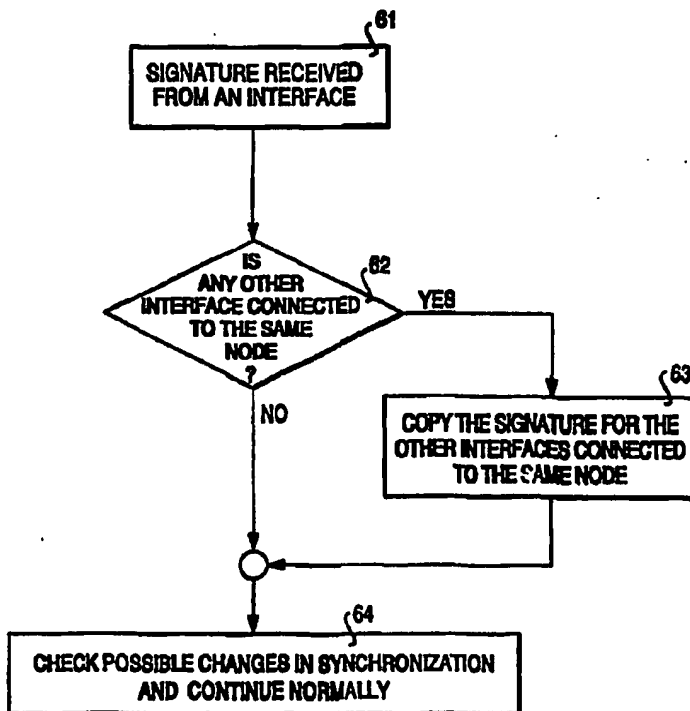 61
SIGNATURE RECEIVED
FROM AN INTERFACE
62
IS
ANY OTHER
INTERFACE CONNECTED
TO THE SAME
NODE
?
YES
NO
63
COPY THE SIGNATURE FOR THE
OTHER INTERFACES CONNECTED
TO THE SAME NODE
64
CHECK POSSIBLE CHANGES IN SYNCHRONIZATION
AND CONTINUE NORMALLY